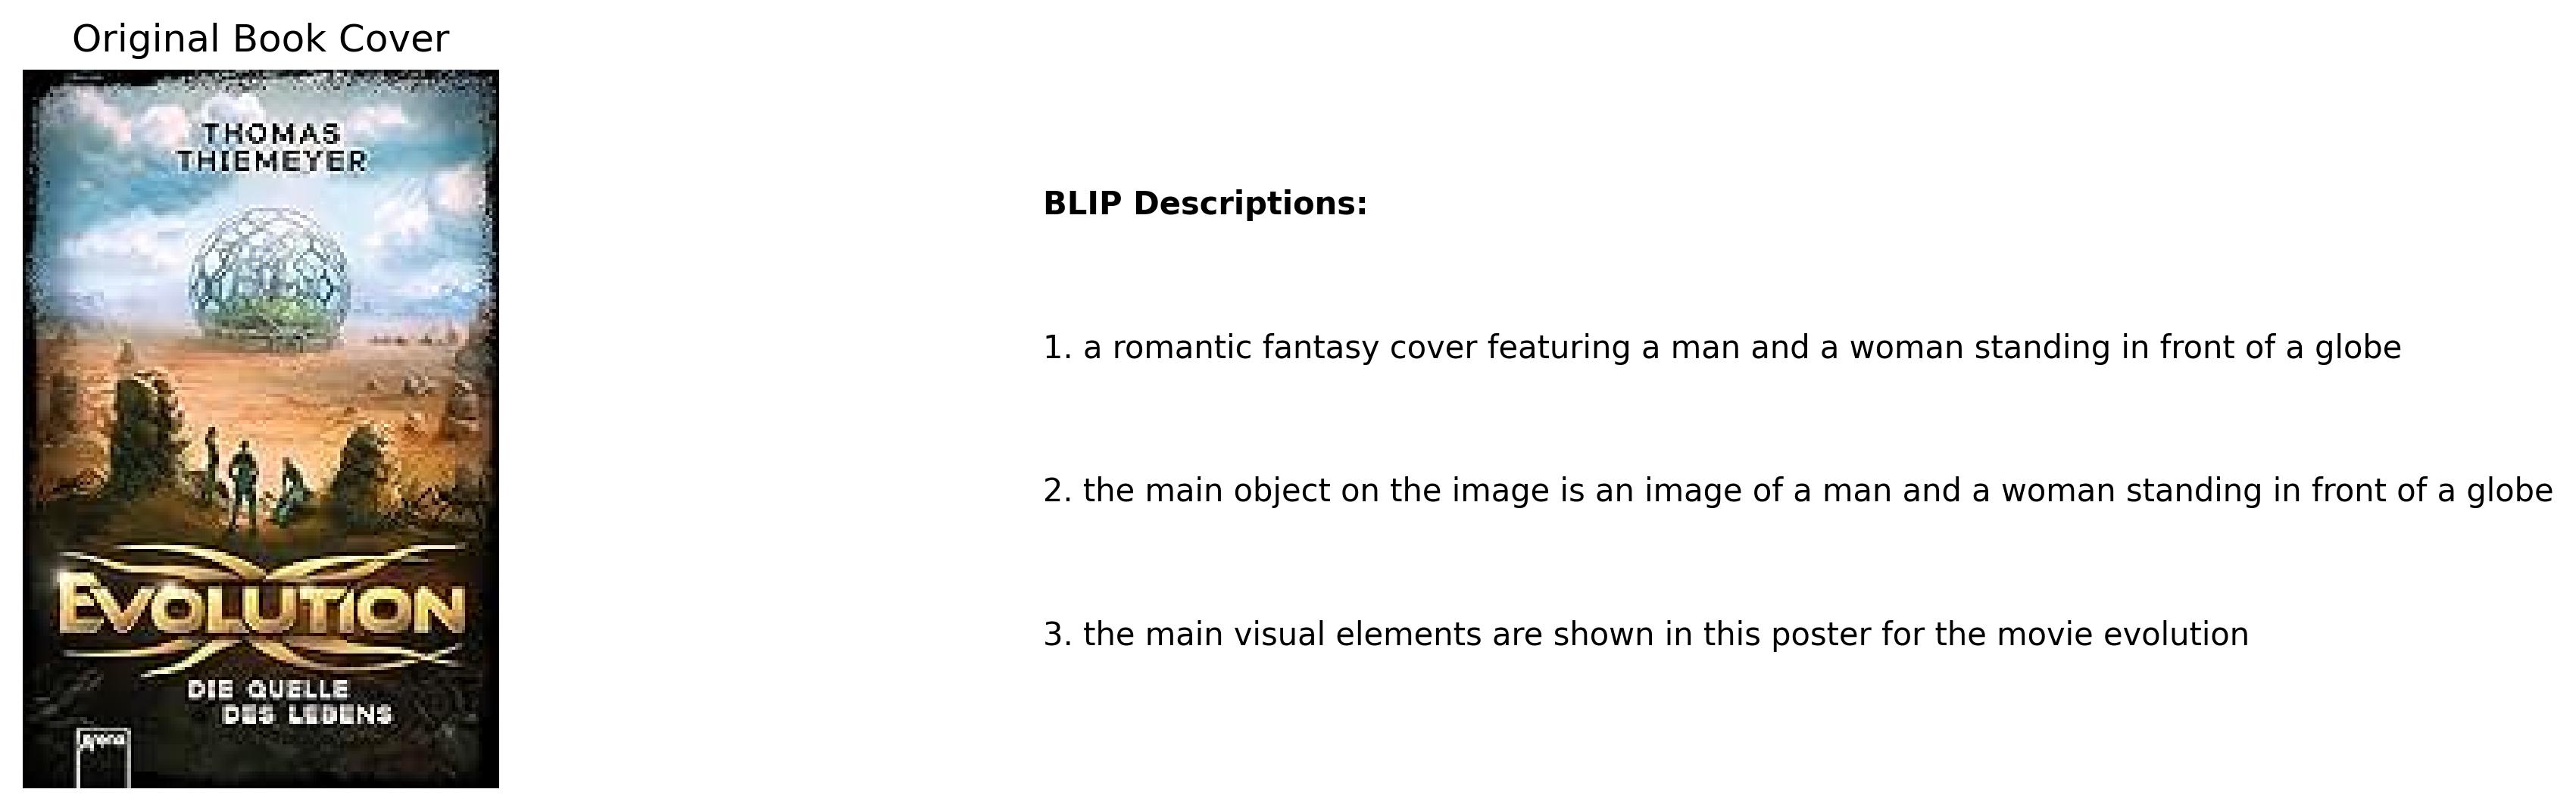 Original Book Cover
THOMAS
THIEMEYER
EVOLUTION
DIE QUELLE
DES LEBENS
Arena
BLIP Descriptions:
1. a romantic fantasy cover featuring a man and a woman standing in front of a globe
2. the main object on the image is an image of a man and a woman standing in front of a globe
3. the main visual elements are shown in this poster for the movie evolution